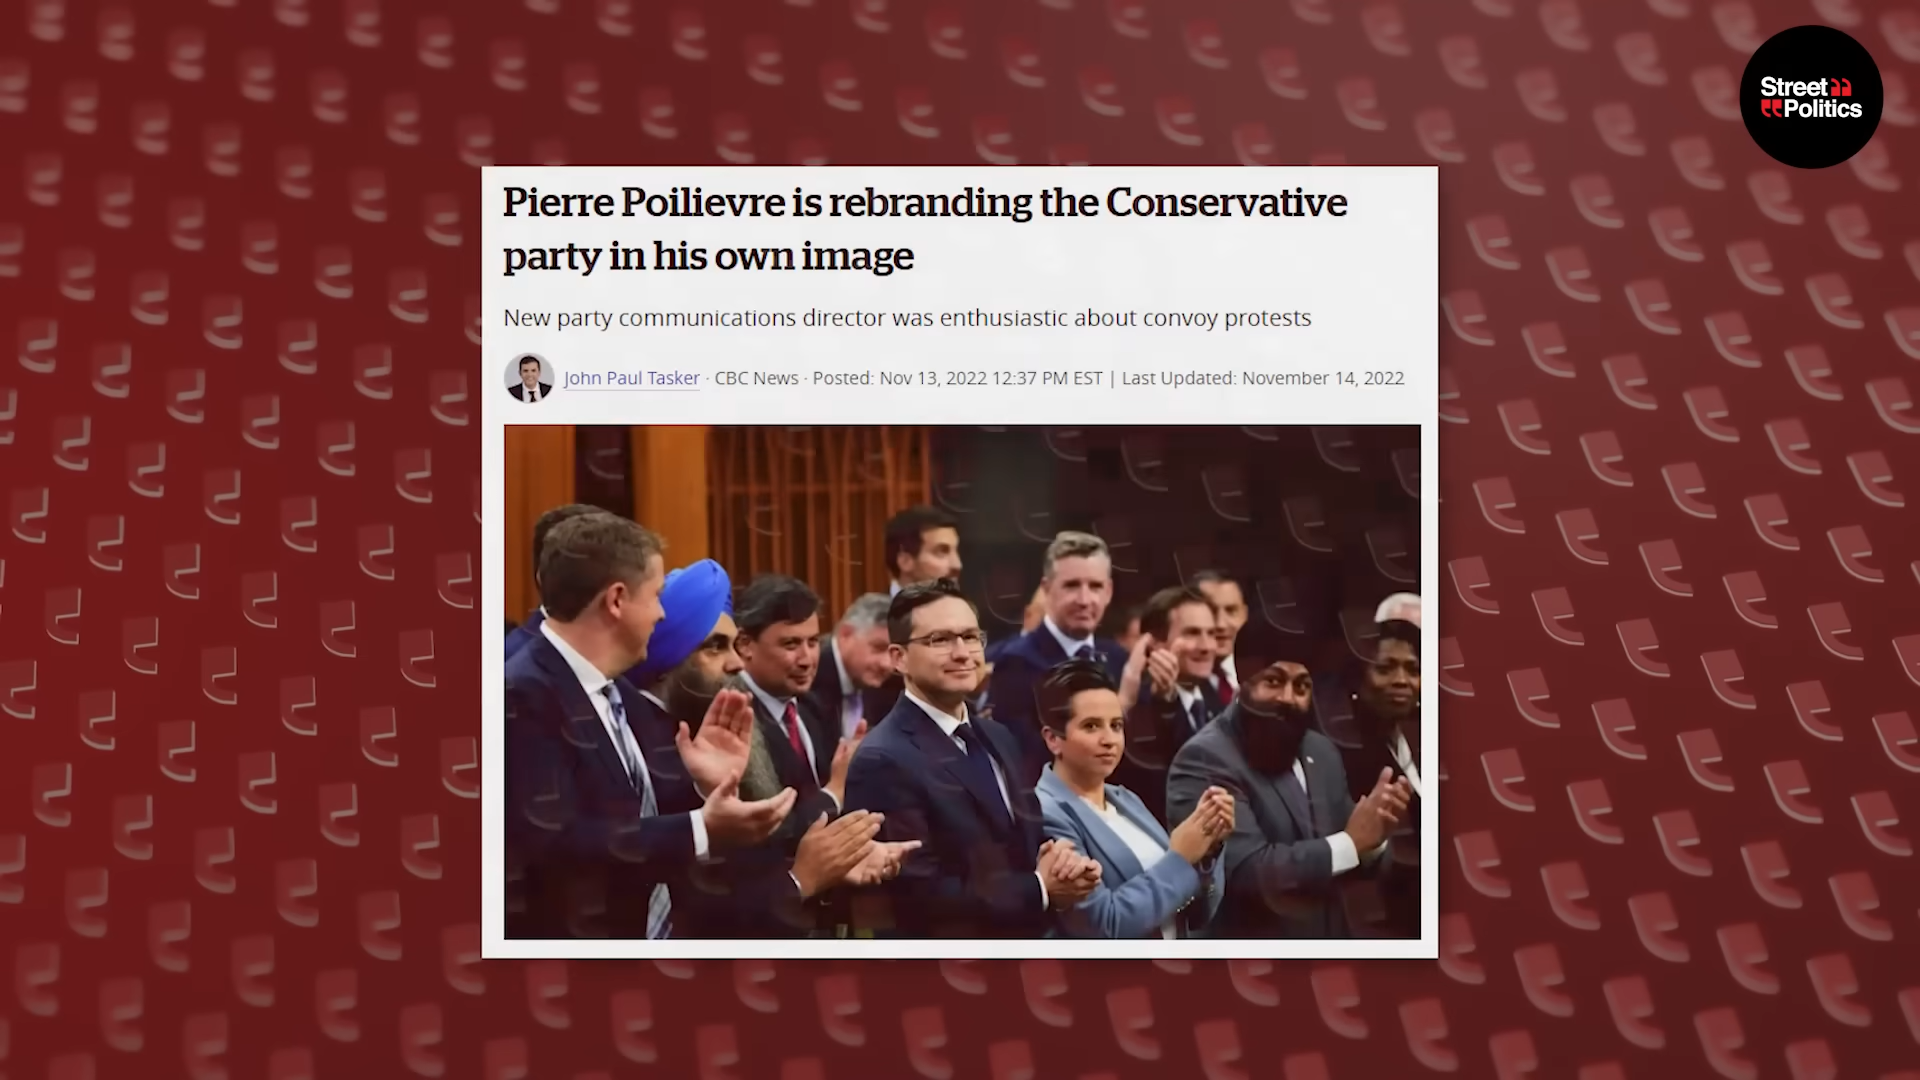 Street
Politics
Pierre Poilievre is rebranding the Conservative
party in his own image
New party communications director was enthusiastic about convoy protests
John Paul Tasker · CBC News · Posted: Nov 13, 2022 12:37 PM EST | Last Updated: November 14, 2022